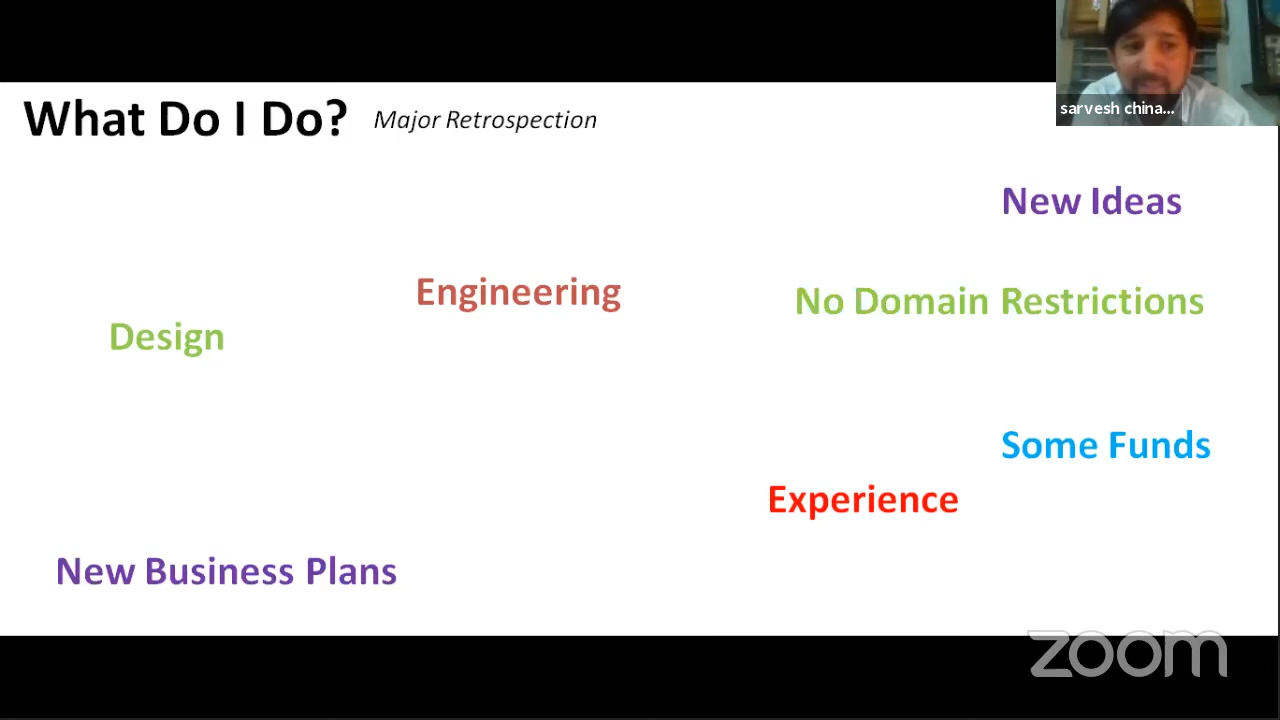 What Do I Do? Major Retrospection
sarvesh china...
New Ideas
Engineering
No Domain Restrictions
Design
Some Funds
Experience
New Business Plans
zoom